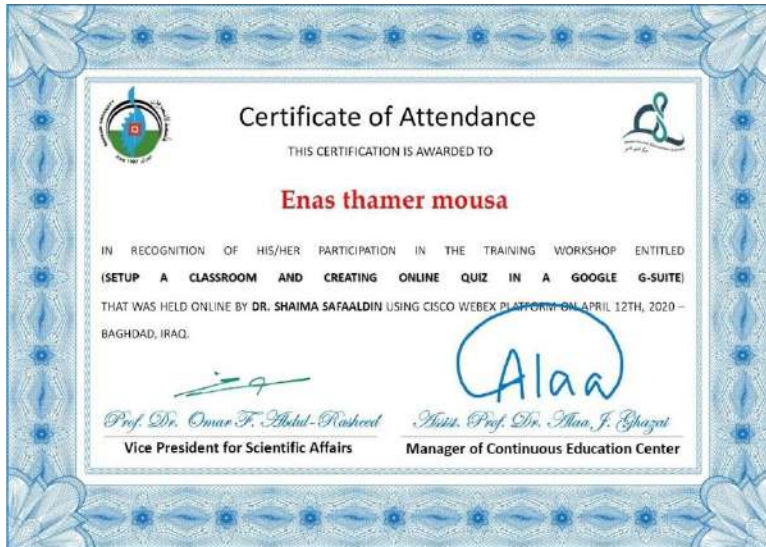 Certificate of Attendance
THIS CERTIFICATION IS AWARDED TO
Enas thamer mousa
IN RECOGNITION OF HIS/HER PARTICIPATION IN THE TRAINING WORKSHOP ENTITLED
(SETUP A CLASSROOM AND CREATING ONLINE QUIZ IN A GOOGLE G-SUITE)
THAT WAS HELD ONLINE BY DR. SHAIMA SAFAALDIN USING CISCO WEBEX PLATFORM ON APRIL 12TH, 2020 –
BAGHDAD, IRAQ.
Alaa
Prof. Dr. Omar F. Abdul-Rasheed
Assist. Prof. Dr. Alaa, J. Ghazai
Vice President for Scientific Affairs
Manager of Continuous Education Center